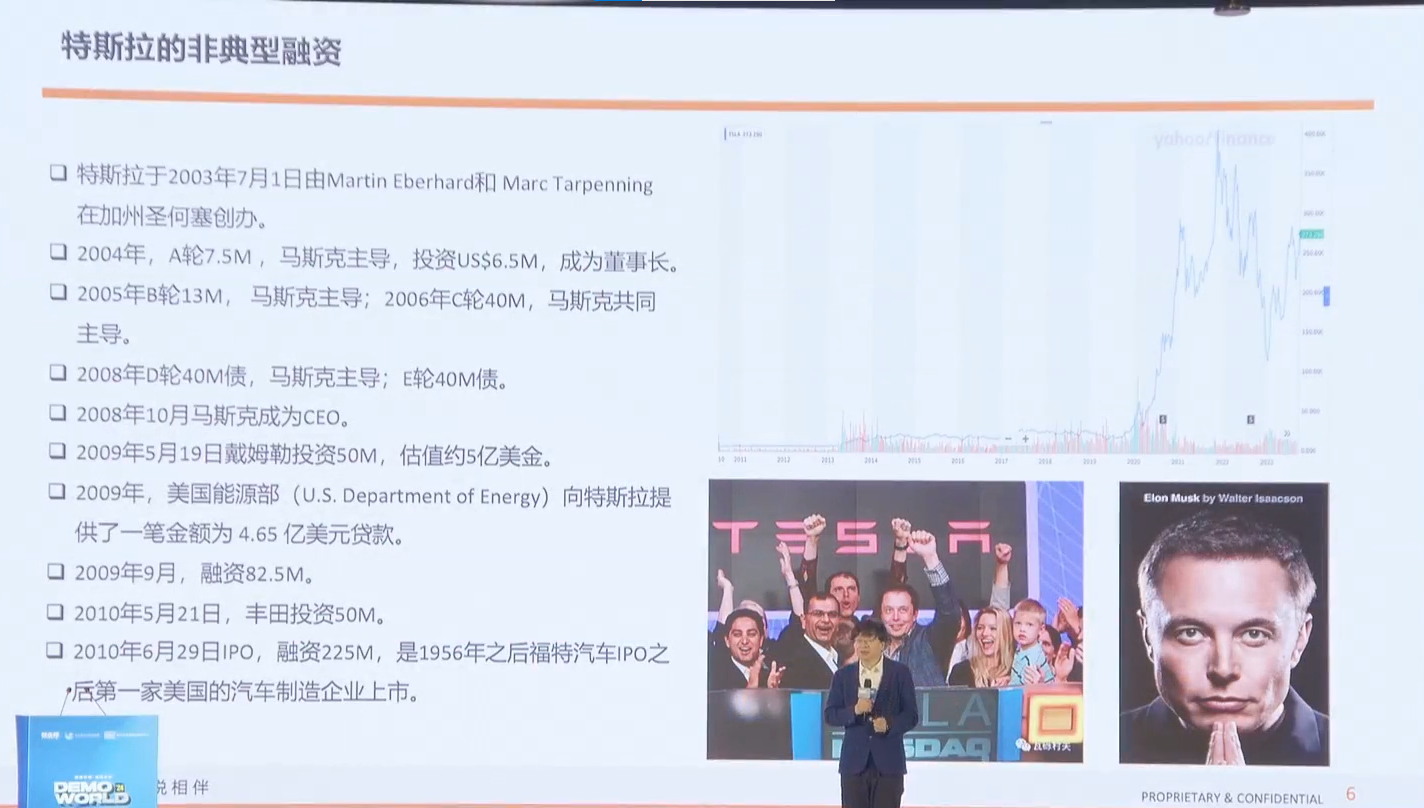 特斯拉的非典型融资
特斯拉于2003年7月1日由Martin Eberhard和 Marc Tarpenning
在加州圣何塞创办。
2004年，A轮7.5M，马斯克主导，投资US$6.5M，成为董事长。
2005年B轮13M， 马斯克主导；2006年C轮40M，马斯克共同
主导。
2008年D轮40M债，马斯克主导；E轮40M债。
2008年10月马斯克成为CEO。
2009年5月19日戴姆勒投资50M，估值约5亿美金。
2009年，美国能源部（U.S. Department of Energy）向特斯拉提
供了一笔金额为 4.65 亿美元贷款。
2009年9月，融资82.5M。
2010年5月21日，丰田投资50M。
2010年6月29日IPO，融资225M，是1956年之后福特汽车IPO之
后第一家美国的汽车制造企业上市。
yahoo/finance
2011 2012 2013 2014 2015 2016 2017 2018 2019 2020 2021 2022 2023
TESLA
LA
NASDAQ
Elon Musk by Walter Isaacson
DEMO
WORLD
相伴
PROPRIETARY & CONFIDENTIAL 6